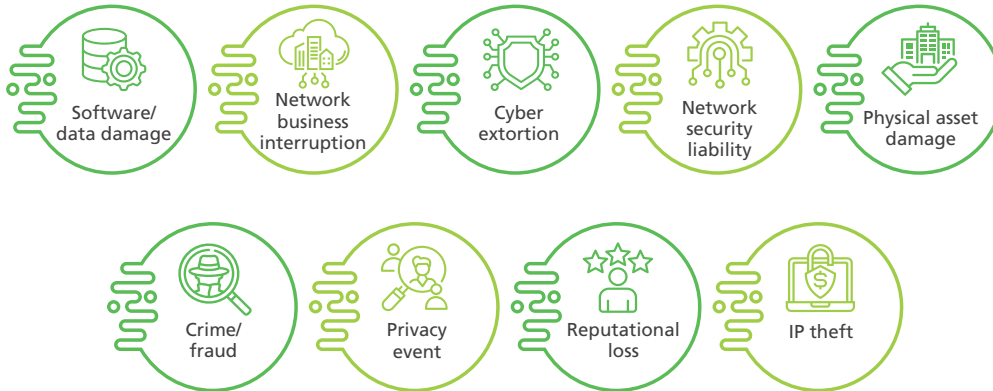 Software/
data damage
Network
business
interruption
Cyber
extortion
Network
security
liability
Physical asset
damage
Crime/
fraud
Privacy
event
Reputational
loss
IP theft
$